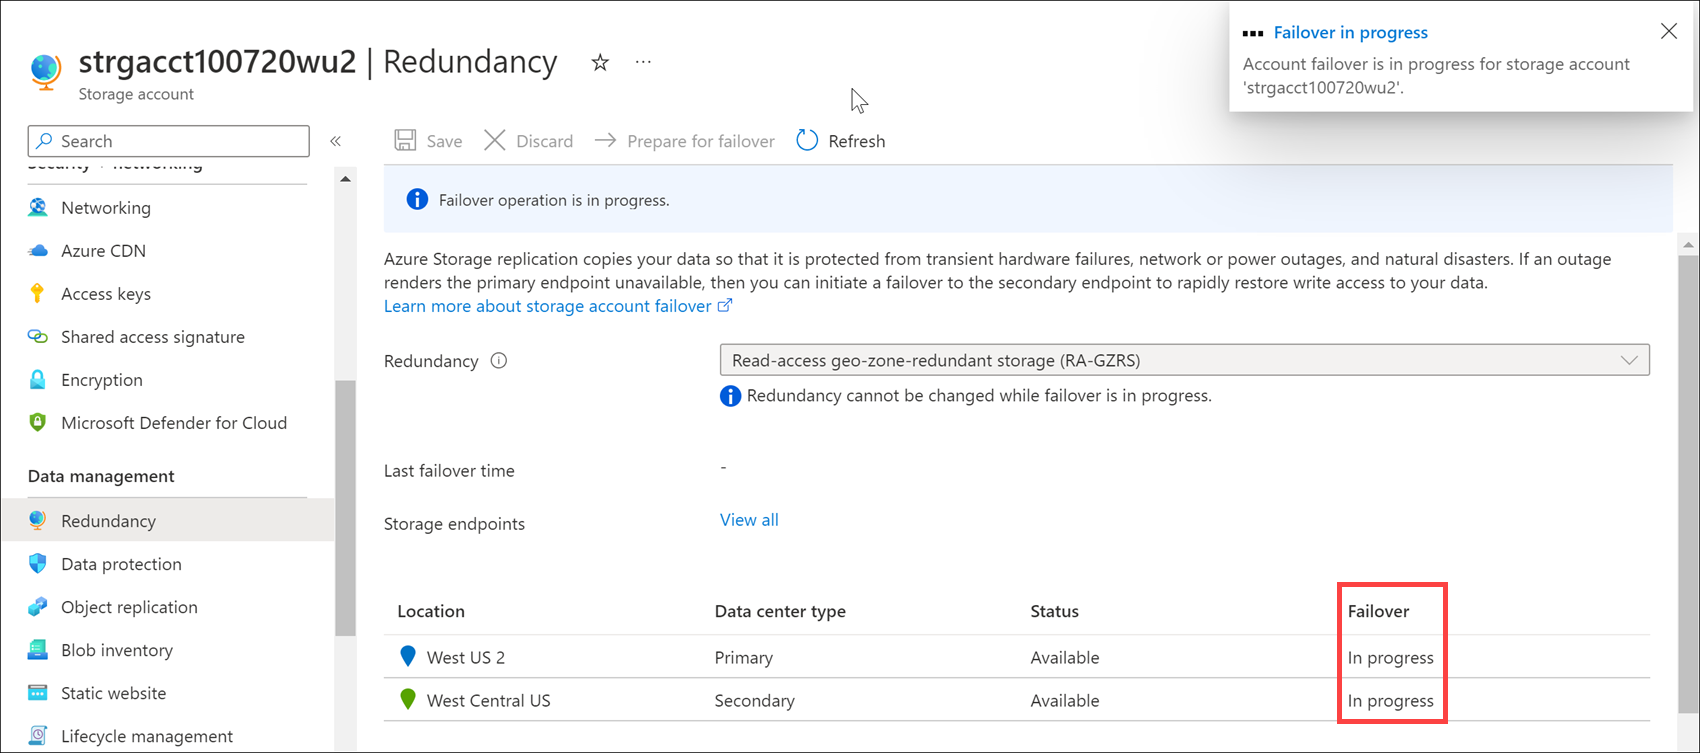 strgacct100720wu2 | Redundancy
Storage account
Failover in progress
Account failover is in progress for storage account
'strgacct100720wu2'.
Search
Save
Discard
Prepare for failover
Refresh
Security + networking
Networking
Azure CDN
Access keys
Shared access signature
Encryption
Microsoft Defender for Cloud
Data management
Redundancy
Data protection
Object replication
Blob inventory
Static website
Lifecycle management
Failover operation is in progress.
Azure Storage replication copies your data so that it is protected from transient hardware failures, network or power outages, and natural disasters. If an outage
renders the primary endpoint unavailable, then you can initiate a failover to the secondary endpoint to rapidly restore write access to your data.
Learn more about storage account failover
Redundancy
Read-access geo-zone-redundant storage (RA-GZRS)
Redundancy cannot be changed while failover is in progress.
Last failover time -
Storage endpoints View all
Location Data center type Status Failover
West US 2 Primary Available In progress
West Central US Secondary Available In progress